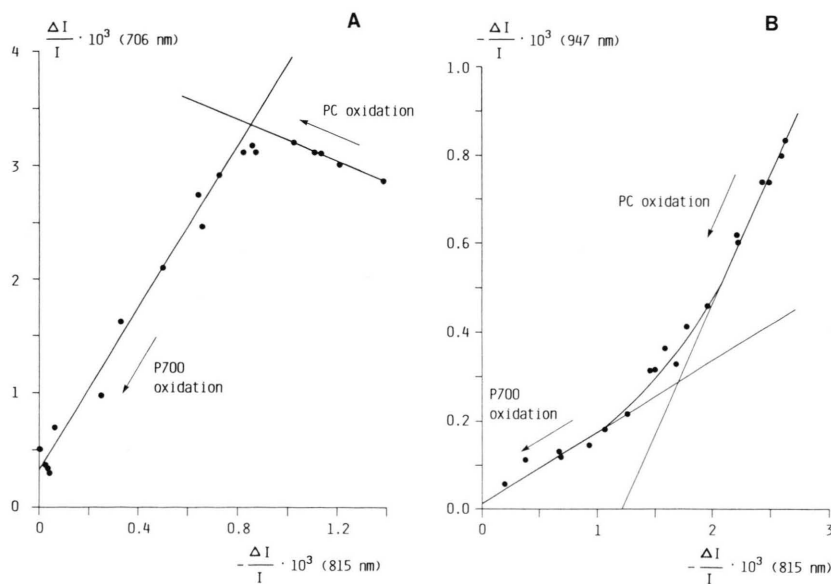 A
ΔI
I · 10³ (706 nm)
4
3
2
1
0
PC oxidation
P700
oxidation
0 0.4 0.8 1.2
- ΔI
I · 10³ (815 nm)
B
- ΔI
I · 10³ (947 nm)
1.0
0.8
0.6
0.4
0.2
0.0
PC oxidation
P700
oxidation
0 1 2 3
- ΔI
I · 10³ (815 nm)